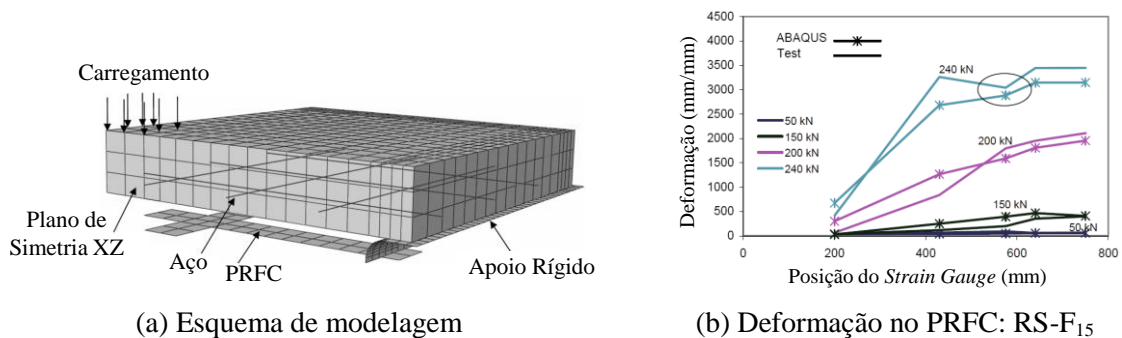 Carregamento
Plano de
Simetria XZ
Aço
PRFC
Apoio Rígido
(a) Esquema de modelagem
Deformação (mm/mm)
4500
4000
3500
3000
2500
2000
1500
1000
500
0
ABAQUS
Test
50 kN
150 kN
200 kN
240 kN
240 kN
200 kN
150 kN
50 kN
0
200
400
600
800
Posição do Strain Gauge (mm)
(b) Deformação no PRFC: RS-F15